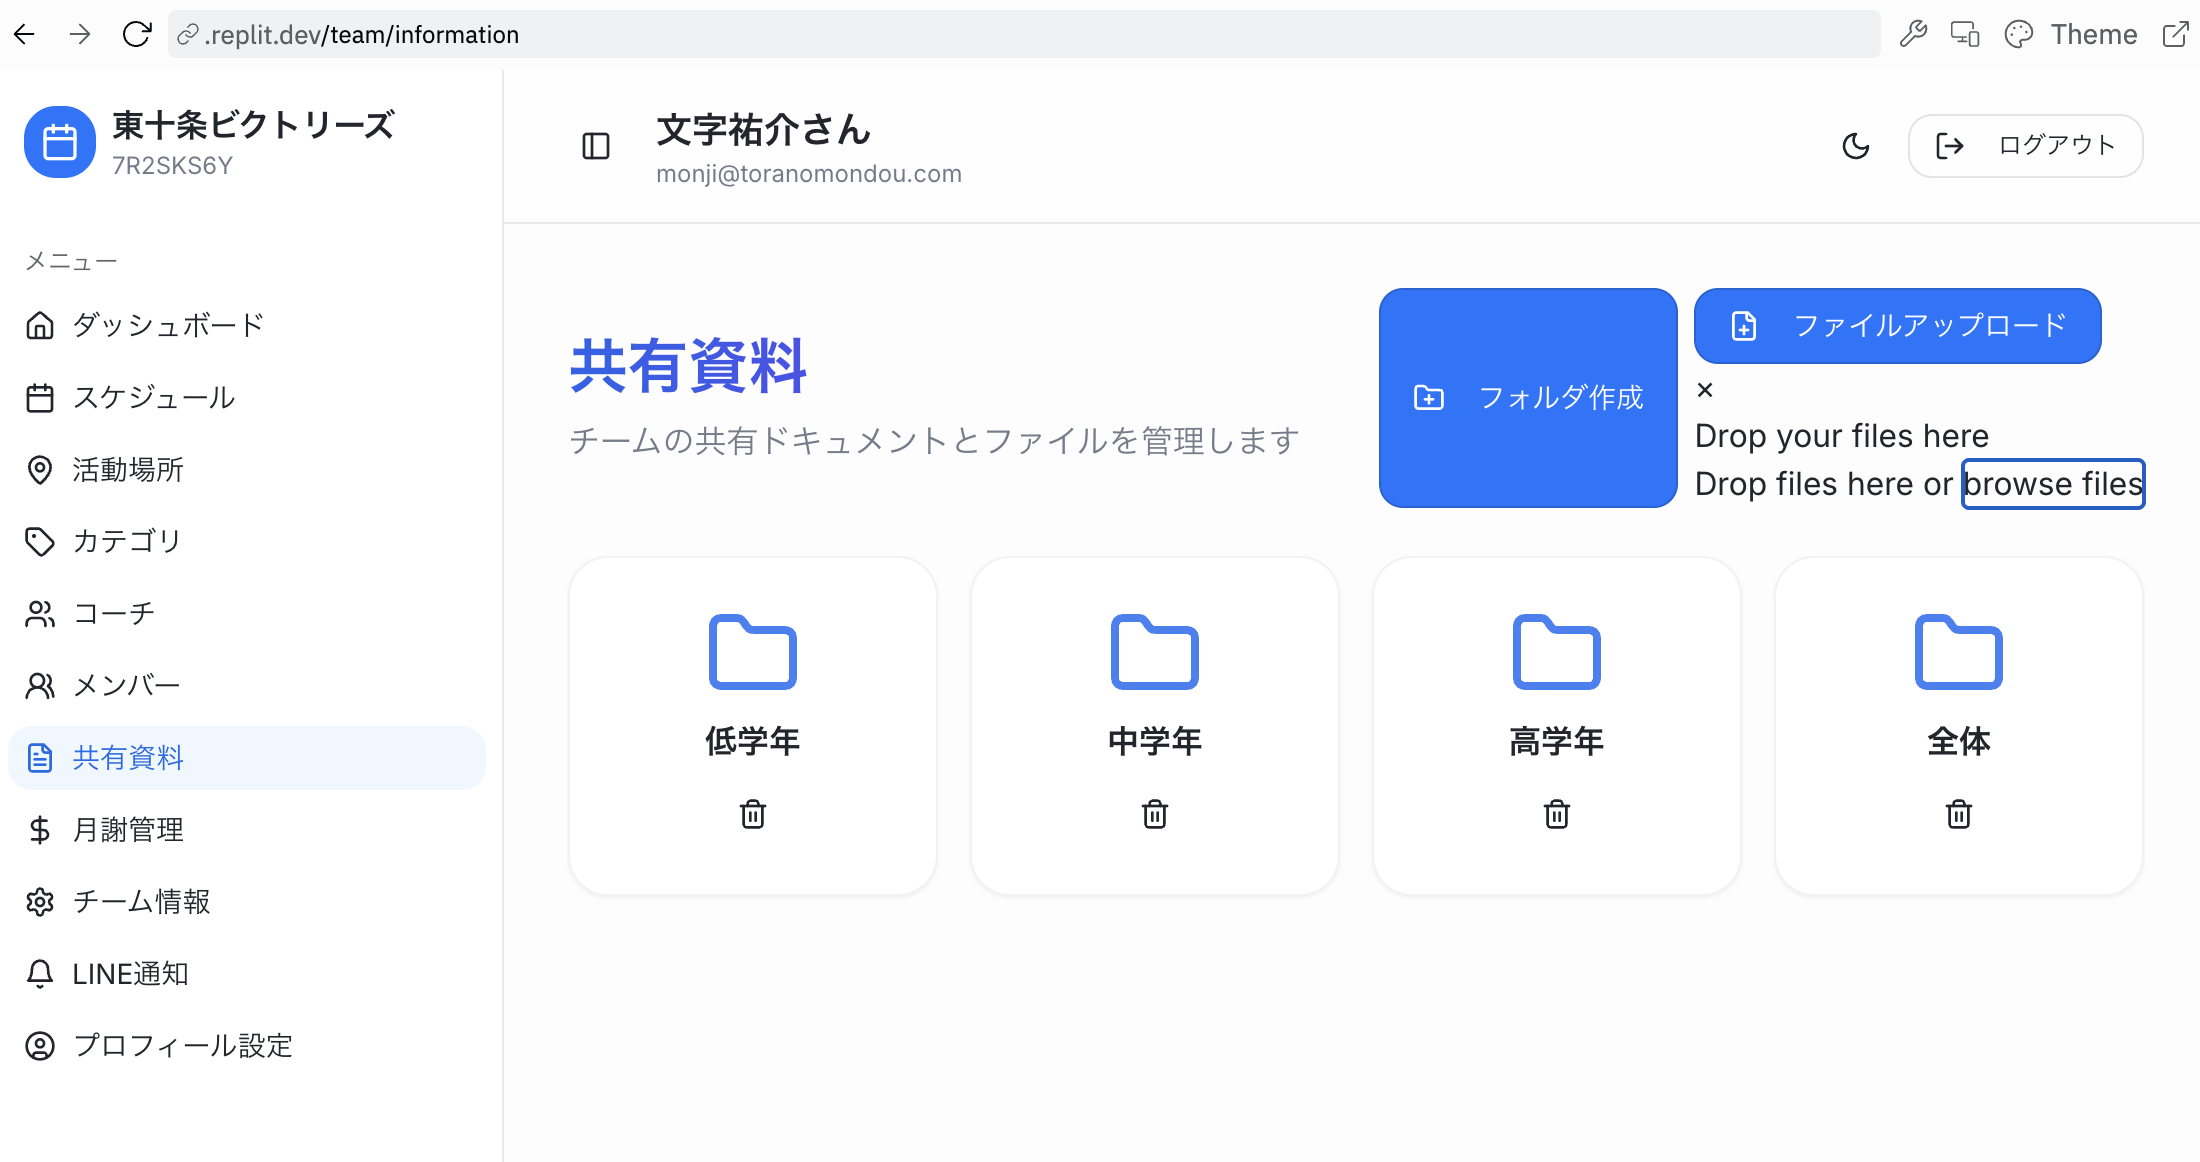 .replit.dev/team/information
Theme
東十条ビクトリーズ
7R2SKS6Y
メニュー
ダッシュボード
スケジュール
活動場所
カテゴリ
コーチ
メンバー
共有資料
月謝管理
チーム情報
LINE通知
プロフィール設定
文字祐介さん
monji@toranomondou.com
ログアウト
共有資料
チームの共有ドキュメントとファイルを管理します
フォルダ作成
ファイルアップロード
×
Drop your files here
Drop files here or browse files
低学年
中学年
高学年
全体